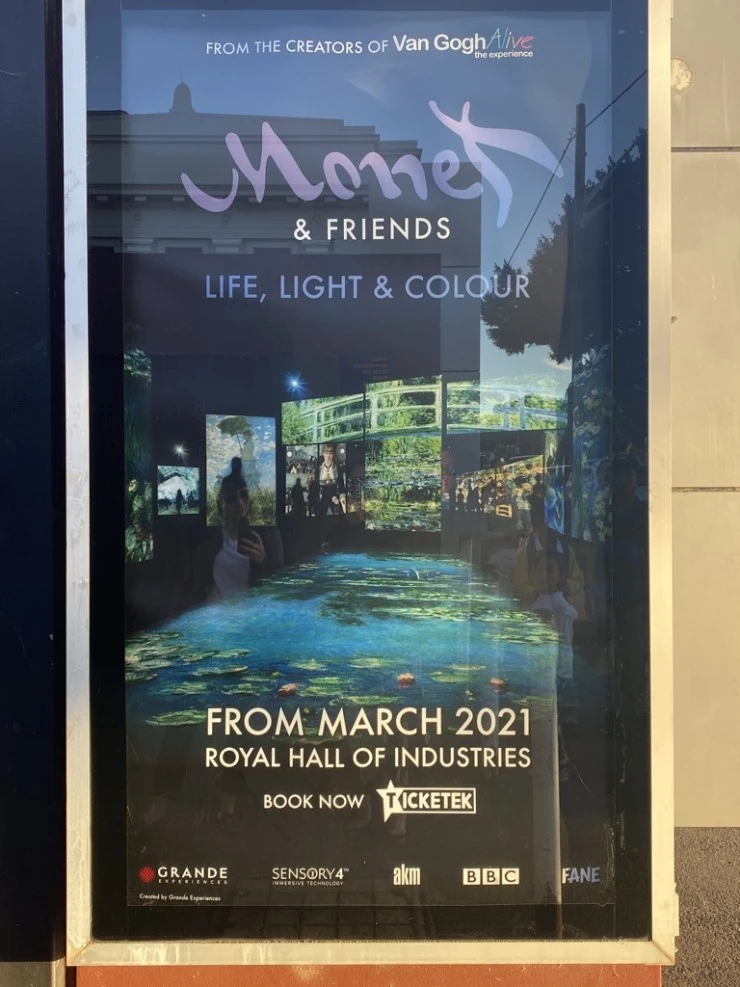 FROM THE CREATORS OF Van Gogh Alive
the experience
Monet
& FRIENDS
LIFE, LIGHT & COLOUR
FROM MARCH 2021
ROYAL HALL OF INDUSTRIES
BOOK NOW TICKETEK
GRANDE SENSORY4™ akm BBC FANE
EXPERIENCES IMMERSIVE TECHNOLOGY
Created by Grande Experiences